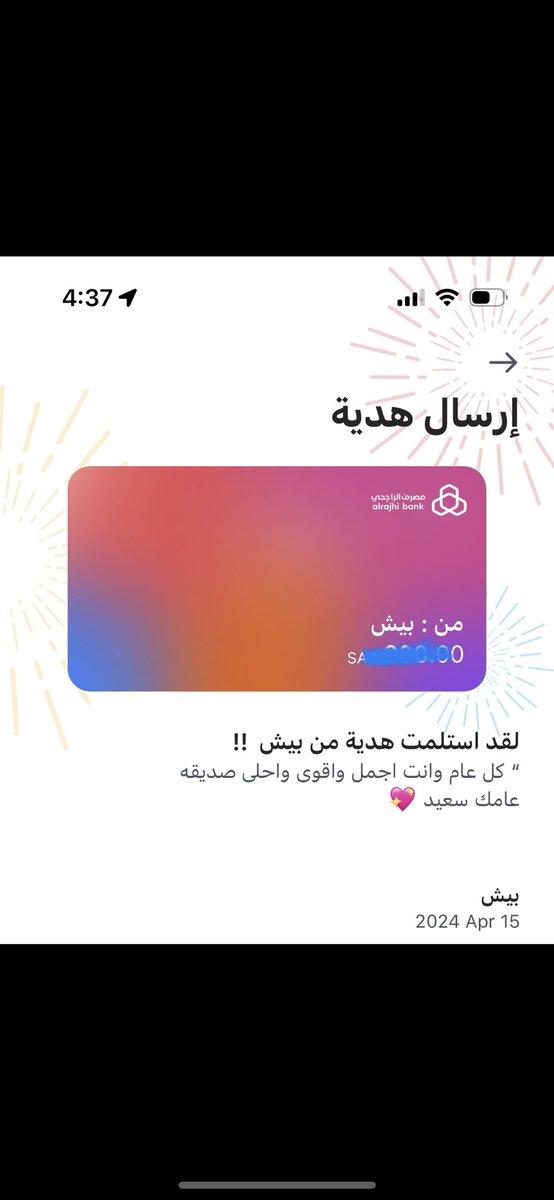 4:37
إرسال هدية
مصرف الراجحي
alrajhi bank
من : بيش
لقد استلمت هدية من بيش !!
“ كل عام وانت اجمل واقوى واحلى صديقه
عامك سعيد 💖
بيش
2024 Apr 15